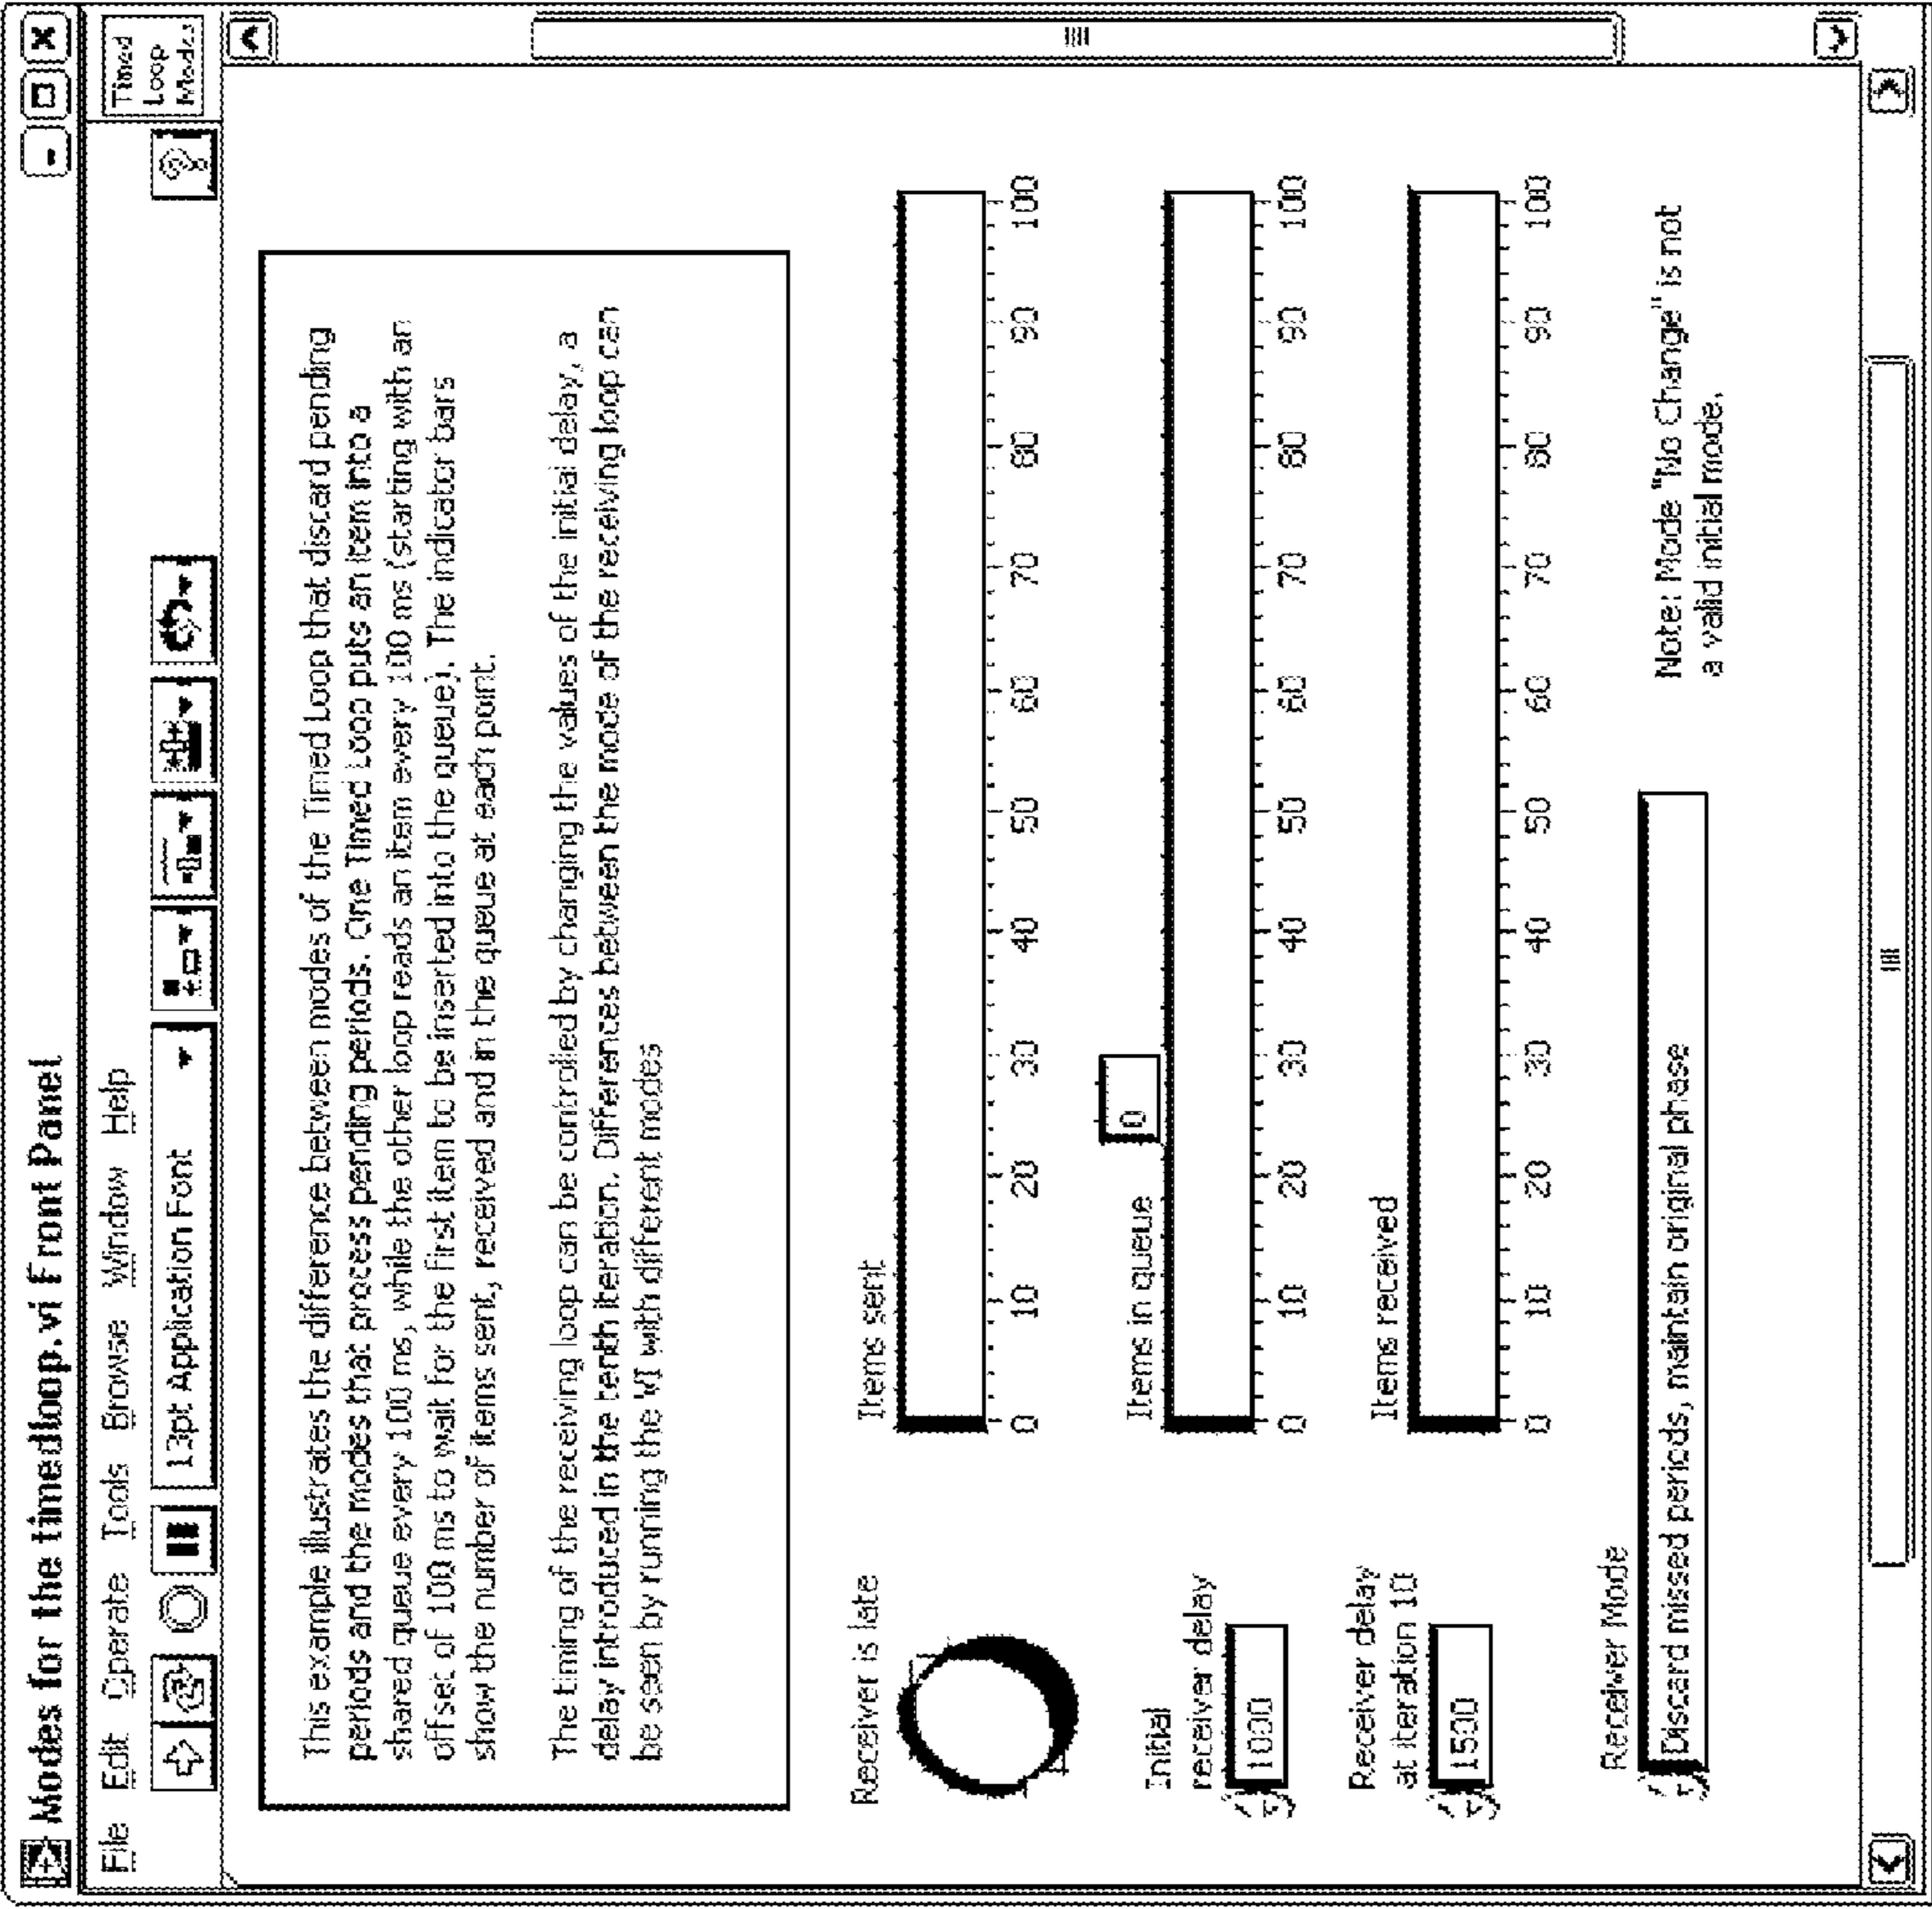 Modes for the timedloop.vi Front Panel
File Edit Operate Tools Browse Window Help
13pt Application Font
Timed
Loop
Modes
This example illustrates the difference between modes of the Timed Loop that discard pending
periods and the modes that process pending periods. One Timed Loop puts an item into a
shared queue every 100 ms, while the other loop reads an item every 100 ms (starting with an
offset of 100 ms to wait for the first item to be inserted into the queue). The indicator bars
show the number of items sent, received and in the queue at each point.
The timing of the receiving loop can be controlled by changing the values of the initial delay, a
delay introduced in the tenth iteration. Differences between the mode of the receiving loop can
be seen by running the VI with different modes
Receiver is late
Items sent
0 10 20 30 40 50 60 70 80 90 100
Initial
receiver delay
1000
Items in queue
0
0 10 20 30 40 50 60 70 80 90 100
Receiver delay
at iteration 10
1500
Items received
0 10 20 30 40 50 60 70 80 90 100
Receiver Mode
Discard missed periods, maintain original phase
Note: Mode "No Change" is not
a valid initial mode.